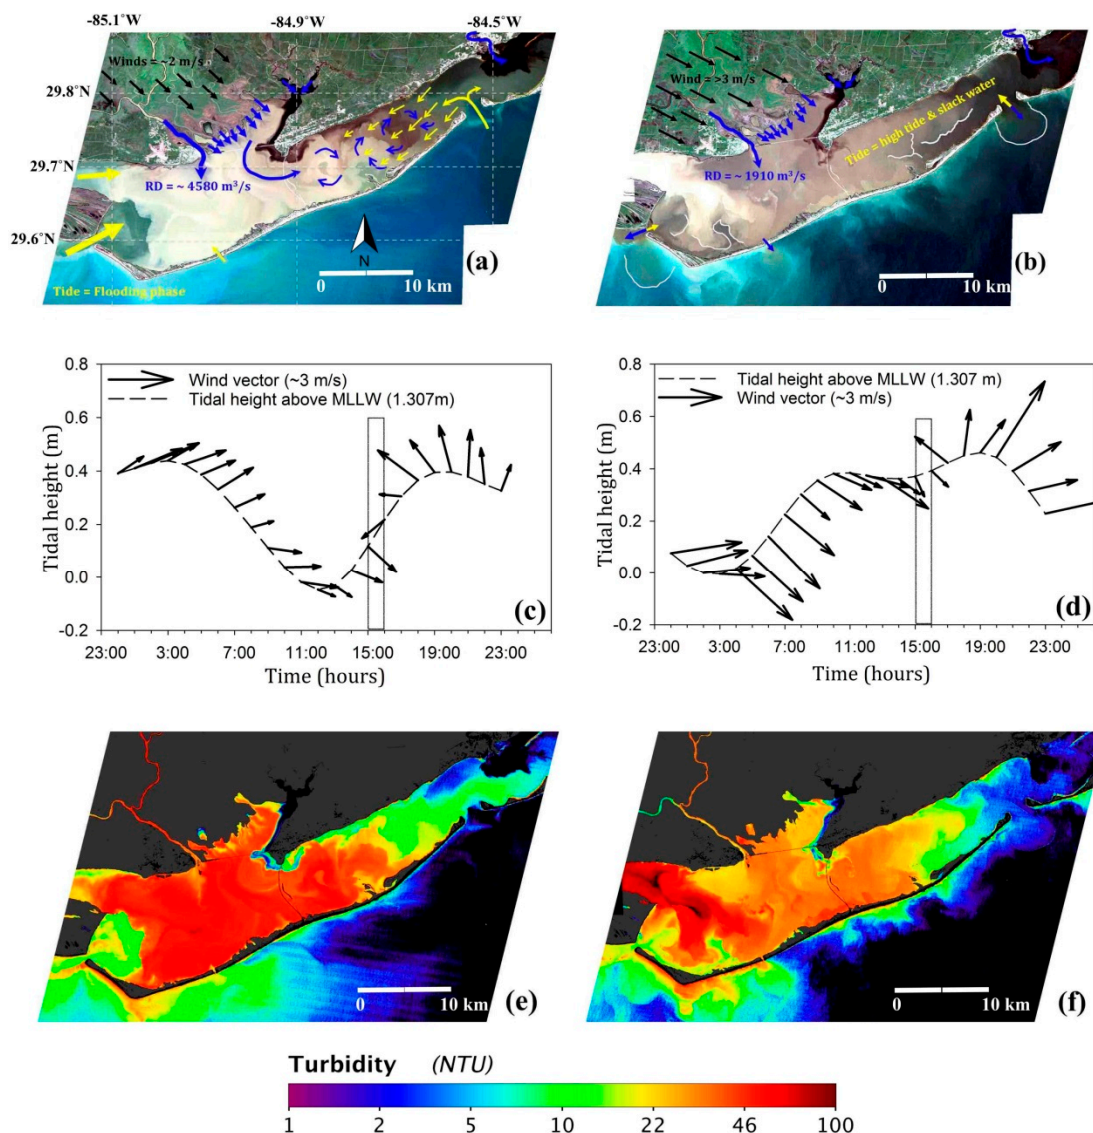 -85.1°W
-84.9°W
-84.5°W
Winds = ~2 m/s
29.8°N
29.7°N
RD = ~ 4580 m³/s
29.6°N
N
(a)
0 10 km
Tide = Flooding phase
Wind = >3 m/s
Tide = high tide & slack water
RD = ~ 1910 m³/s
(b)
0 10 km
0.8
Wind vector (~3 m/s)
Tidal height above MLLW (1.307m)
0.6
0.4
0.2
0.0
-0.2
Tidal height (m)
(c)
23:00 3:00 7:00 11:00 15:00 19:00 23:00
Time (hours)
0.8
Tidal height above MLLW (1.307 m)
Wind vector (~3 m/s)
0.6
0.4
0.2
0.0
-0.2
Tidal height (m)
(d)
23:00 3:00 7:00 11:00 15:00 19:00 23:00
Time (hours)
0 10 km
(e)
0 10 km
(f)
Turbidity (NTU)
1 2 5 10 22 46 100